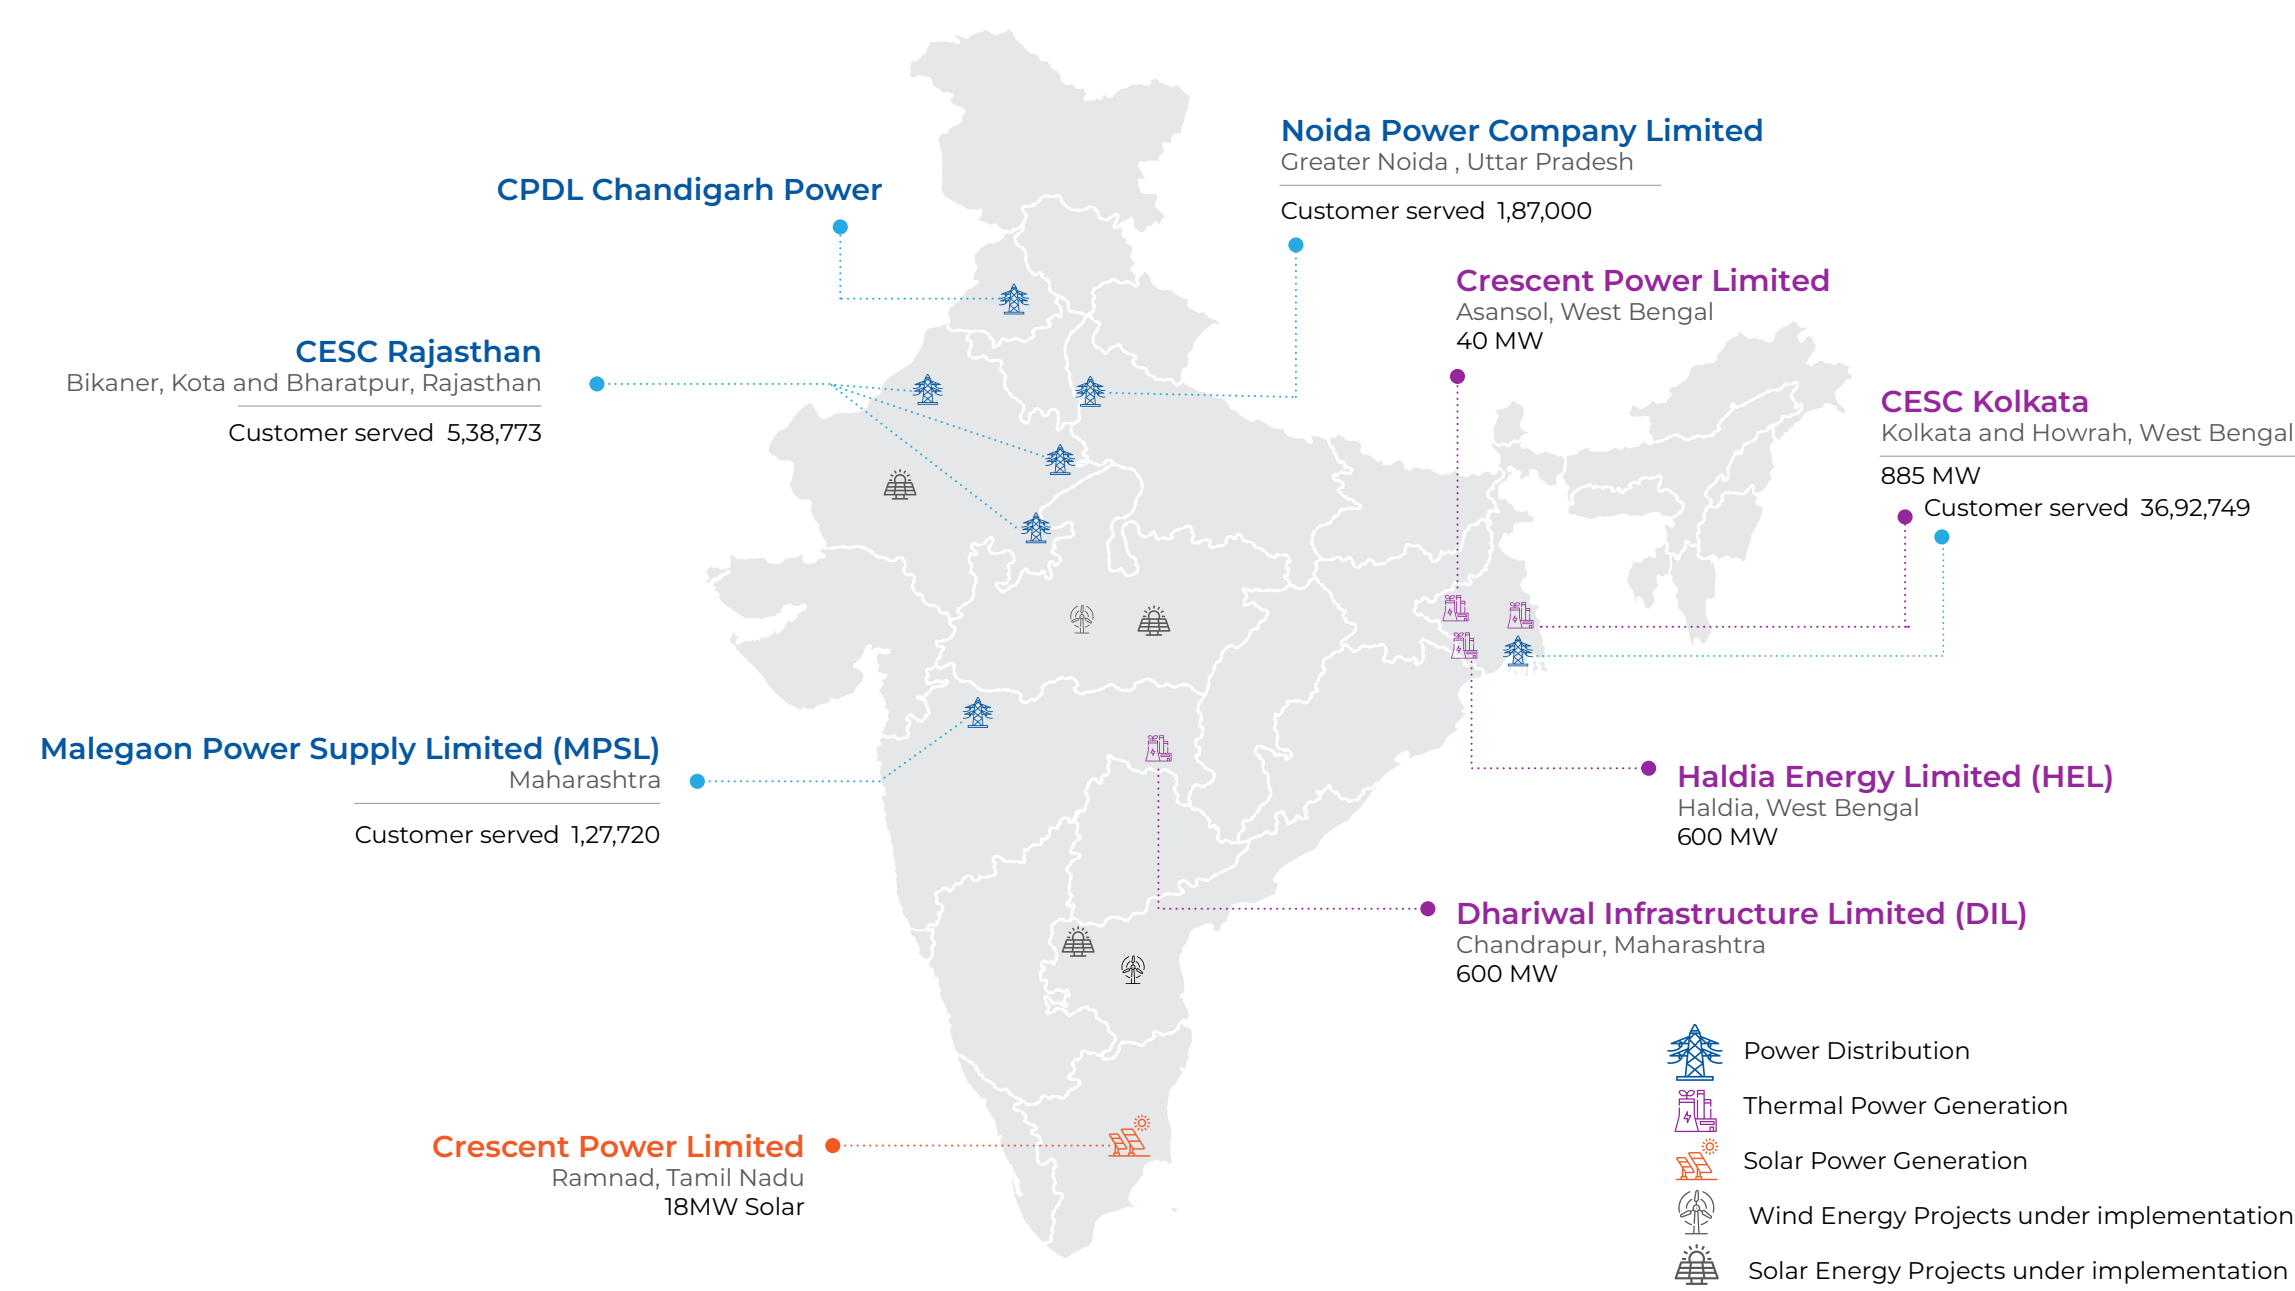 CPDL Chandigarh Power
Noida Power Company Limited
Greater Noida , Uttar Pradesh
Customer served 1,87,000
Crescent Power Limited
Asansol, West Bengal
40 MW
CESC Rajasthan
Bikaner, Kota and Bharatpur, Rajasthan
Customer served 5,38,773
CESC Kolkata
Kolkata and Howrah, West Bengal
885 MW
Customer served 36,92,749
Malegaon Power Supply Limited (MPSL)
Maharashtra
Customer served 1,27,720
Haldia Energy Limited (HEL)
Haldia, West Bengal
600 MW
Dhariwal Infrastructure Limited (DIL)
Chandrapur, Maharashtra
600 MW
Crescent Power Limited
Ramnad, Tamil Nadu
18MW Solar
Power Distribution
Thermal Power Generation
Solar Power Generation
Wind Energy Projects under implementation
Solar Energy Projects under implementation